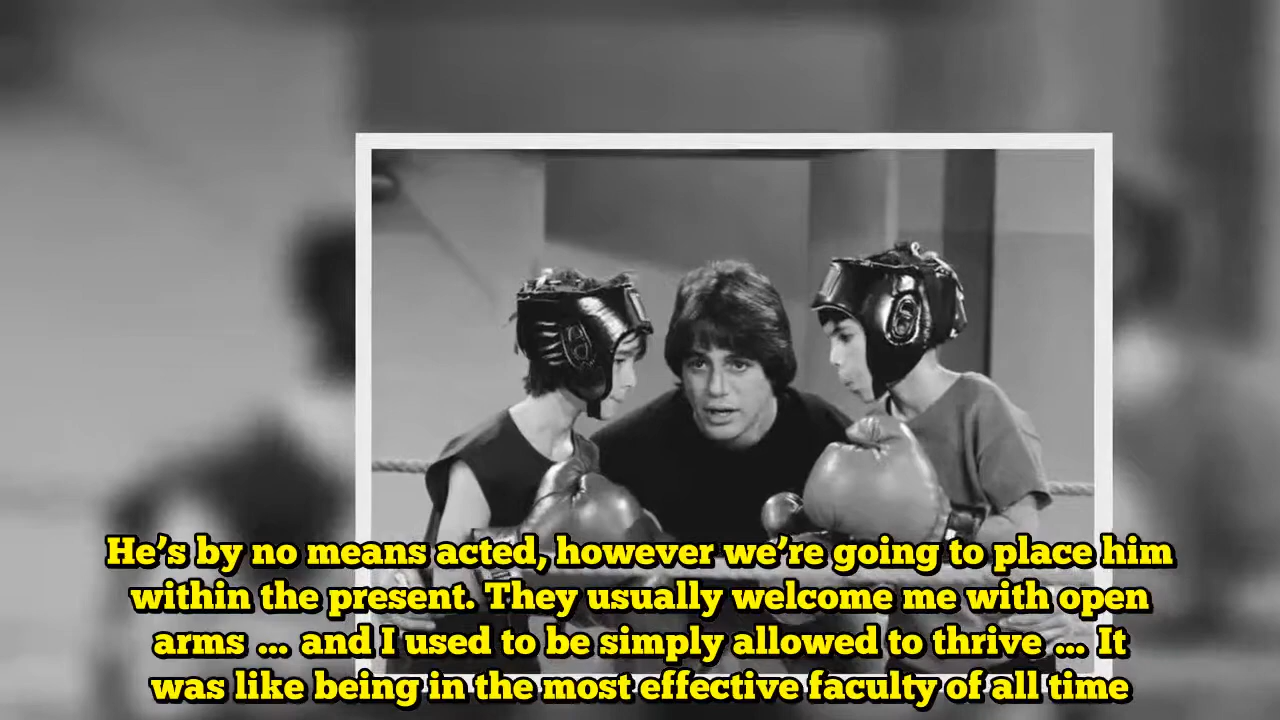 He's by no means acted, however we're going to place him
within the present. They usually welcome me with open
arms ... and I used to be simply allowed to thrive ... It
was like being in the most effective faculty of all time